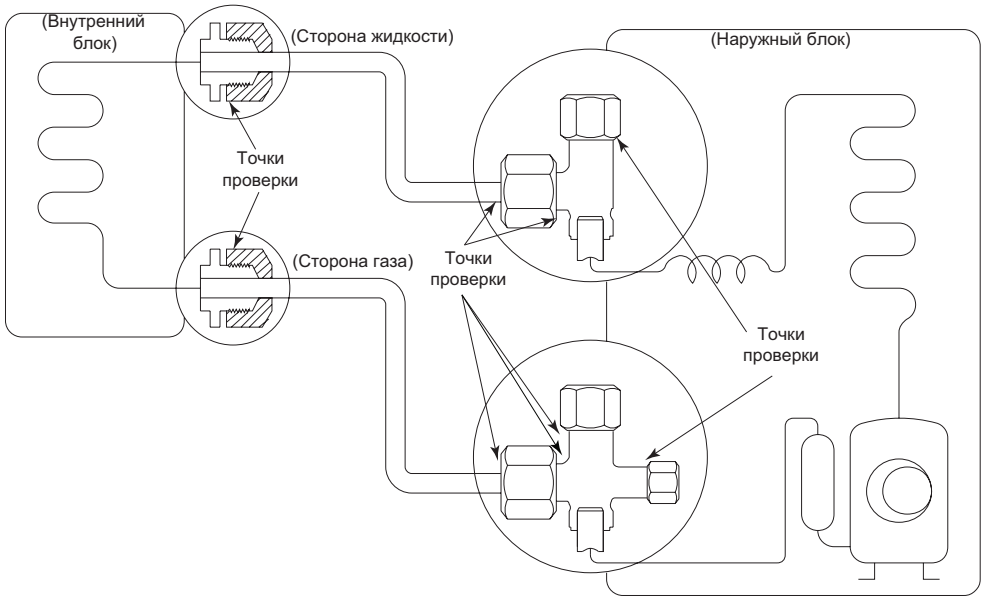 (Внутренний
блок)
(Сторона жидкости)
(Наружный блок)
Точки
проверки
(Сторона газа)
Точки
проверки
Точки
проверки